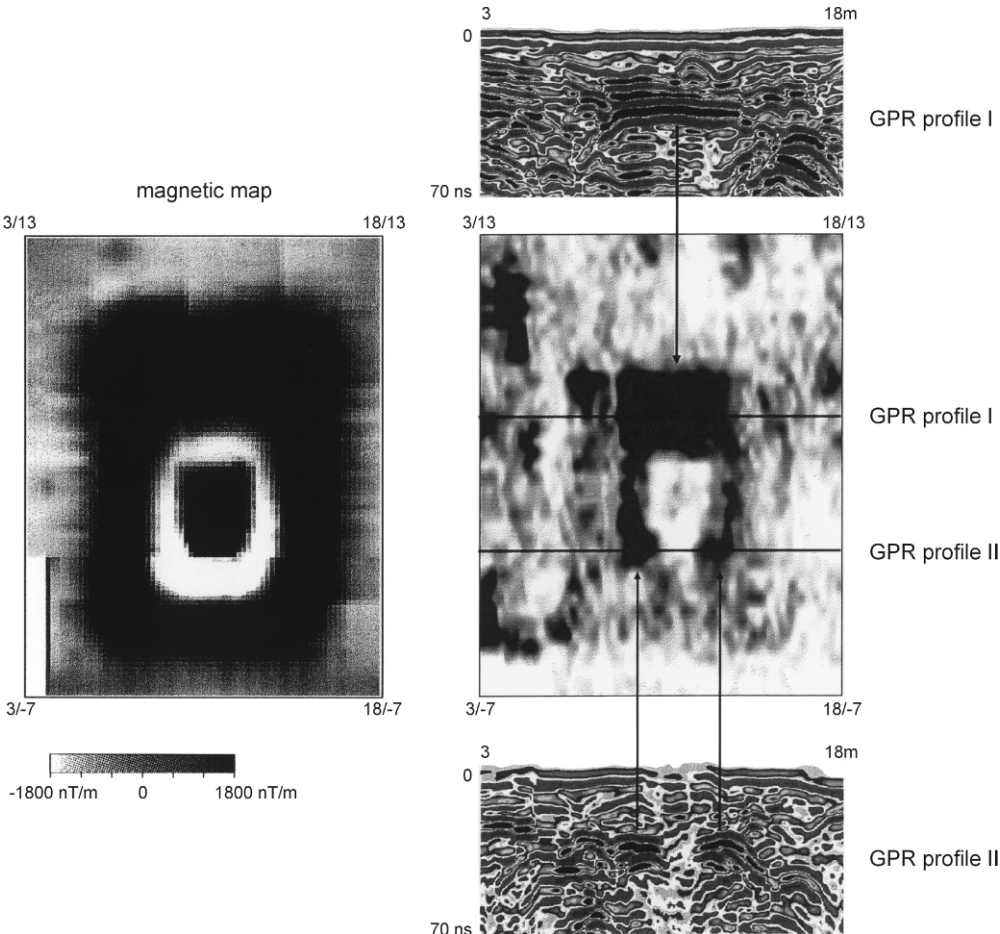 3 18m
0
GPR profile I
70 ns
magnetic map
3/13 18/13
3/13 18/13
GPR profile I
GPR profile II
3/-7 18/-7
3/-7 18/-7
-1800 nT/m 0 1800 nT/m
3 18m
0
GPR profile II
70 ns